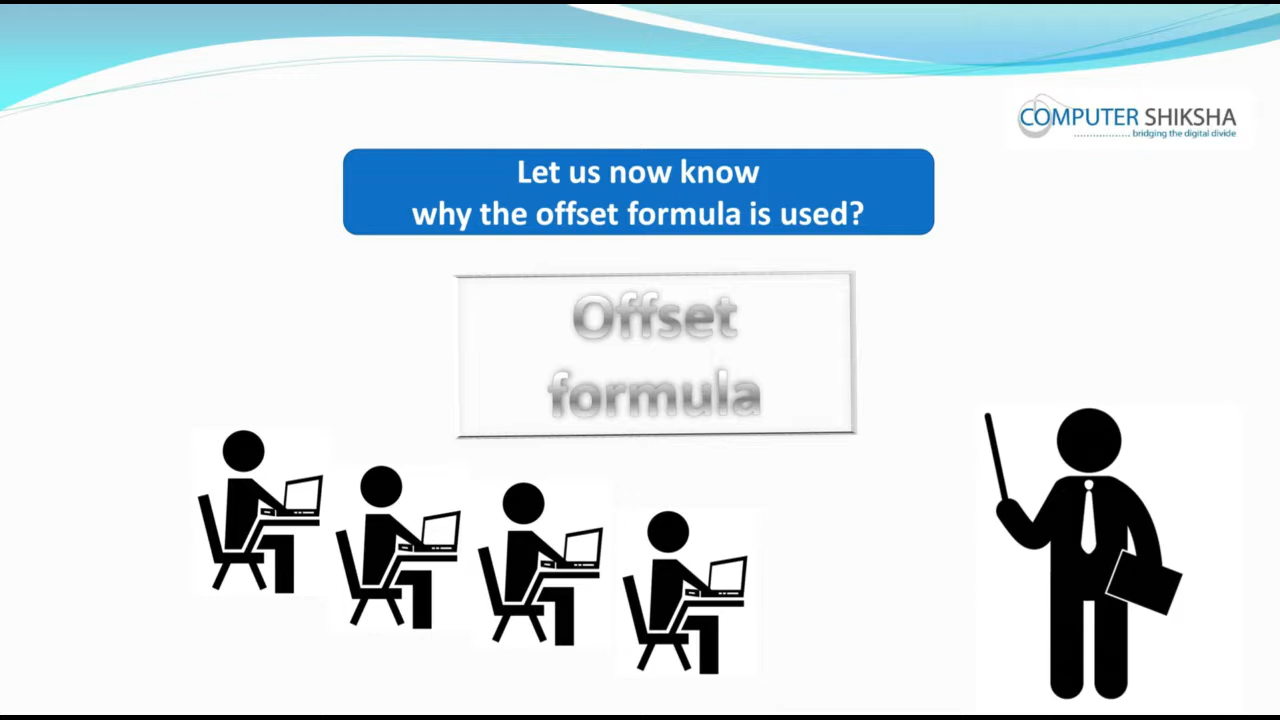 COMPUTER SHIKSHA
bridging the digital divide
Let us now know
why the offset formula is used?
Offset
formula